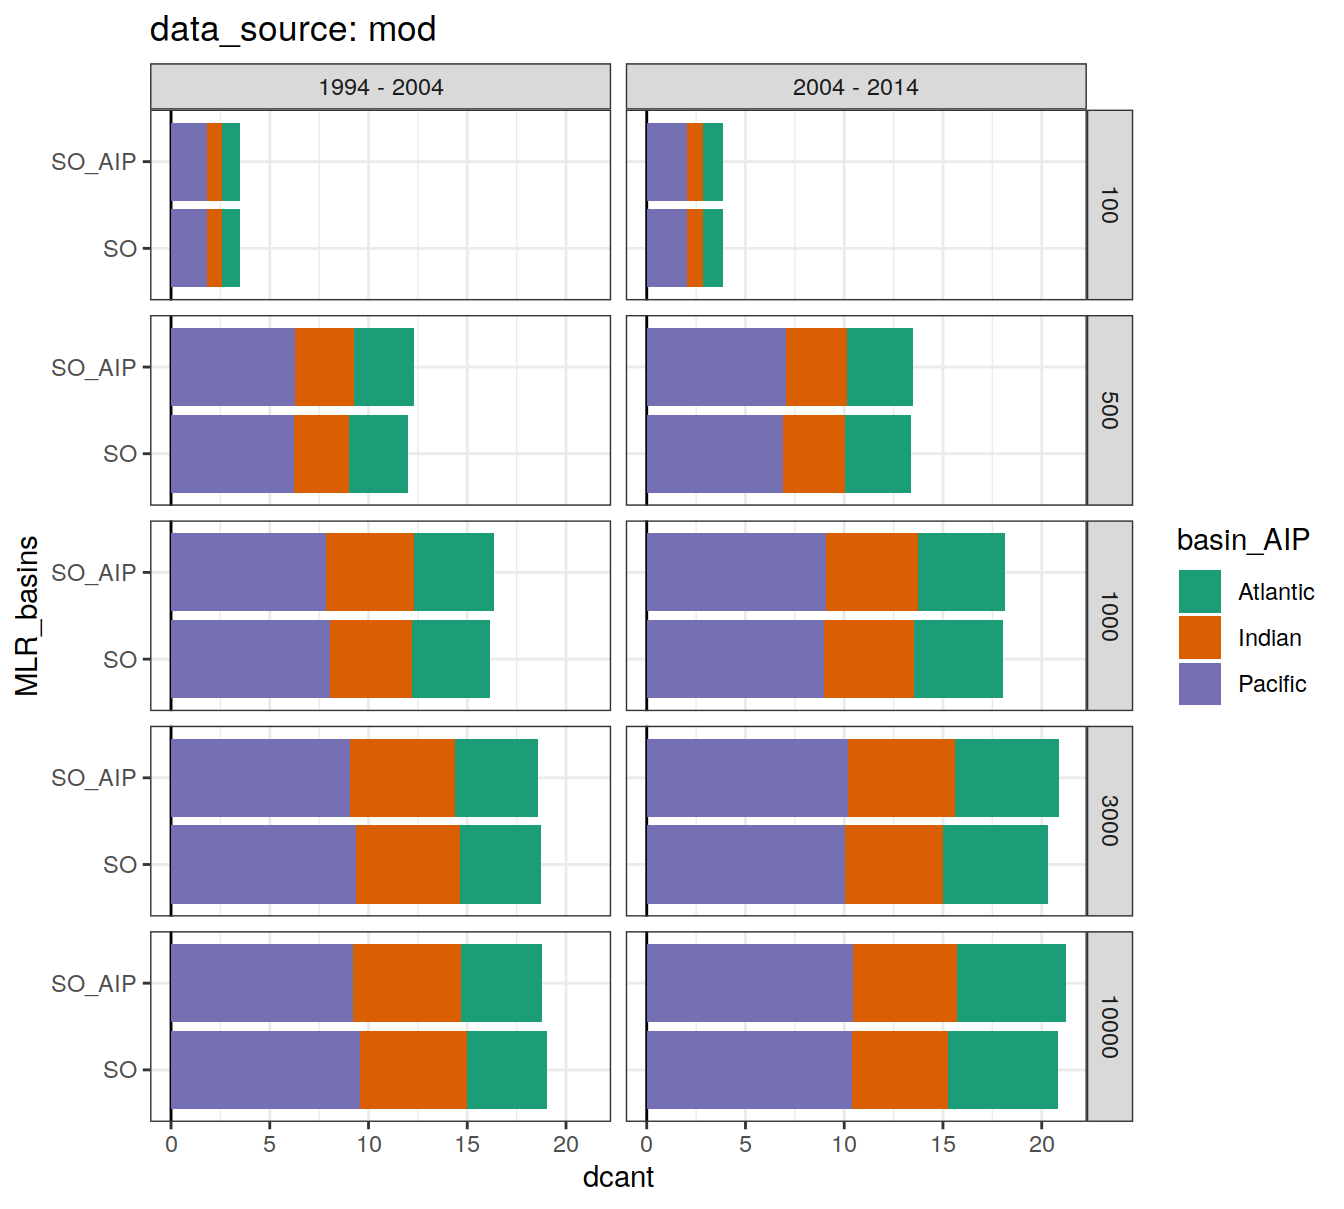 data_source: mod
1994 - 2004
2004 - 2014
SO_AIP
SO
100
SO_AIP
SO
500
SO_AIP
SO
1000
SO_AIP
SO
3000
SO_AIP
SO
10000
0 5 10 15 20
0 5 10 15 20
dcant
MLR_basins
basin_AIP
Atlantic
Indian
Pacific